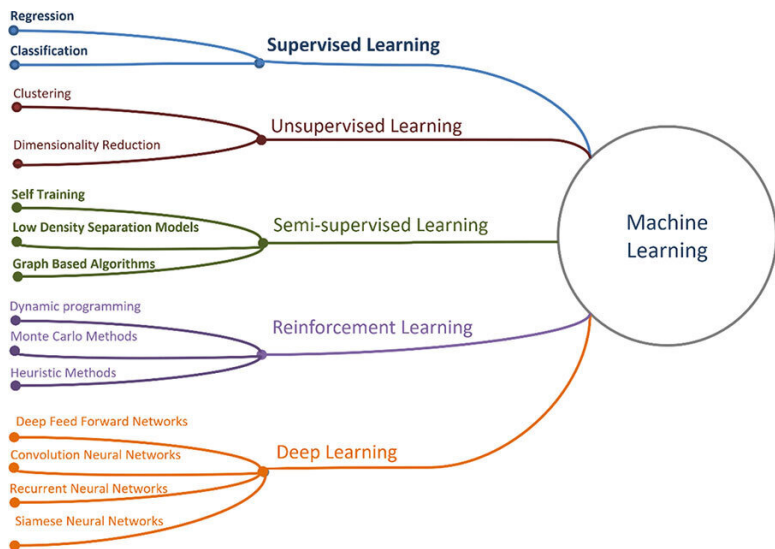 Regression
Classification
Supervised Learning
Clustering
Dimensionality Reduction
Unsupervised Learning
Self Training
Low Density Separation Models
Graph Based Algorithms
Semi-supervised Learning
Dynamic programming
Monte Carlo Methods
Heuristic Methods
Reinforcement Learning
Deep Feed Forward Networks
Convolution Neural Networks
Recurrent Neural Networks
Siamese Neural Networks
Deep Learning
Machine
Learning